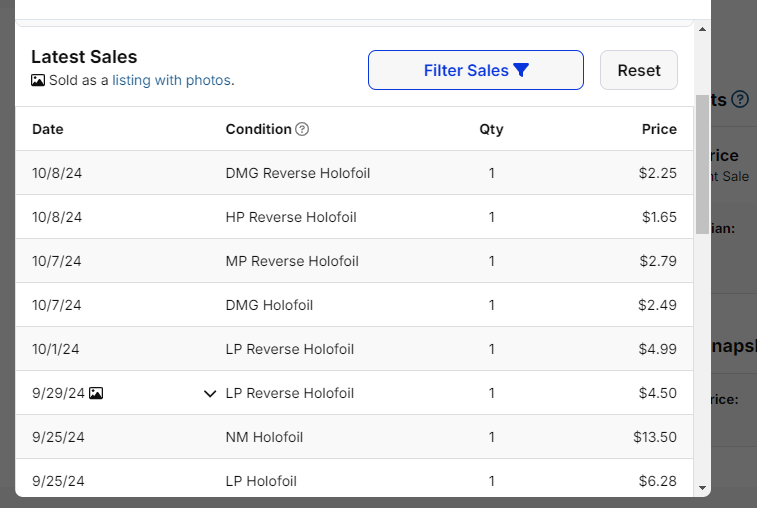 Latest Sales
Sold as a listing with photos.
Filter Sales
Reset
Date Condition Qty Price
10/8/24 DMG Reverse Holofoil 1 $2.25
10/8/24 HP Reverse Holofoil 1 $1.65
10/7/24 MP Reverse Holofoil 1 $2.79
10/7/24 DMG Holofoil 1 $2.49
10/1/24 LP Reverse Holofoil 1 $4.99
9/29/24 LP Reverse Holofoil 1 $4.50
9/25/24 NM Holofoil 1 $13.50
9/25/24 LP Holofoil 1 $6.28
ts
rice
nt Sale
ian:
naps
rice: